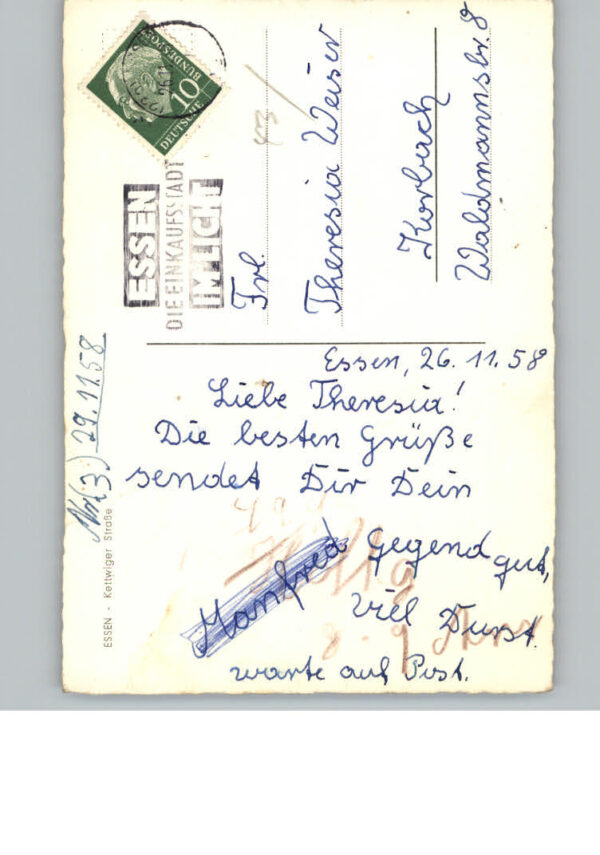 DEUTSCHE BUNDESPOST
10
ESSEN
DIE EINKAUFSSTADT
IM LICHT
Frl.
Theresia Weiser
Korbach
Waldmannstr. 8
Essen, 26. 11. 58
Liebe Theresia!
Die besten Grüße
sendet Dir Dein
Manfred
Gegend gut,
viel Durst.
warte auf Post.
29.11.58
ESSEN - Kettwiger Straße